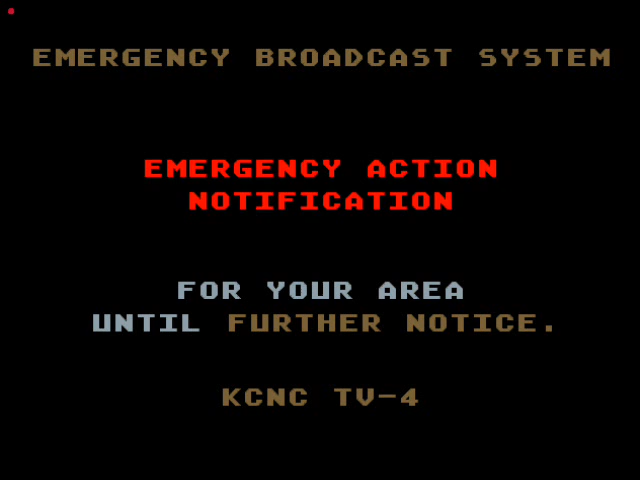 EMERGENCY BROADCAST SYSTEM
EMERGENCY ACTION
NOTIFICATION
FOR YOUR AREA
UNTIL FURTHER NOTICE.
KCNC TV-4